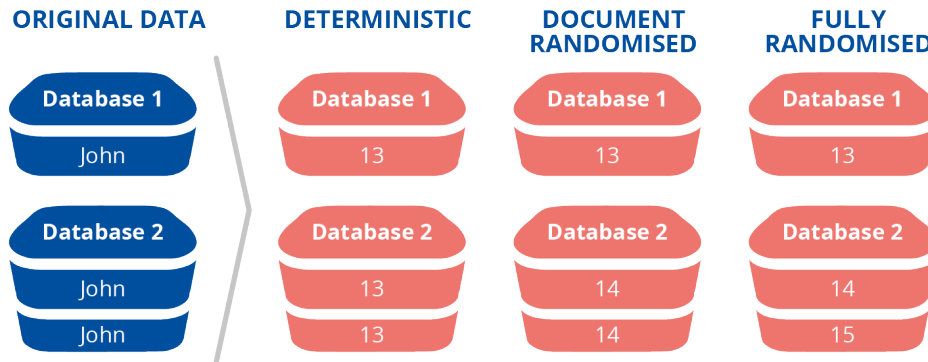 ORIGINAL DATA
DETERMINISTIC
DOCUMENT
RANDOMISED
FULLY
RANDOMISED
Database 1
Database 1
Database 1
Database 1
John
13
13
13
Database 2
Database 2
Database 2
Database 2
John
13
14
14
John
13
14
15